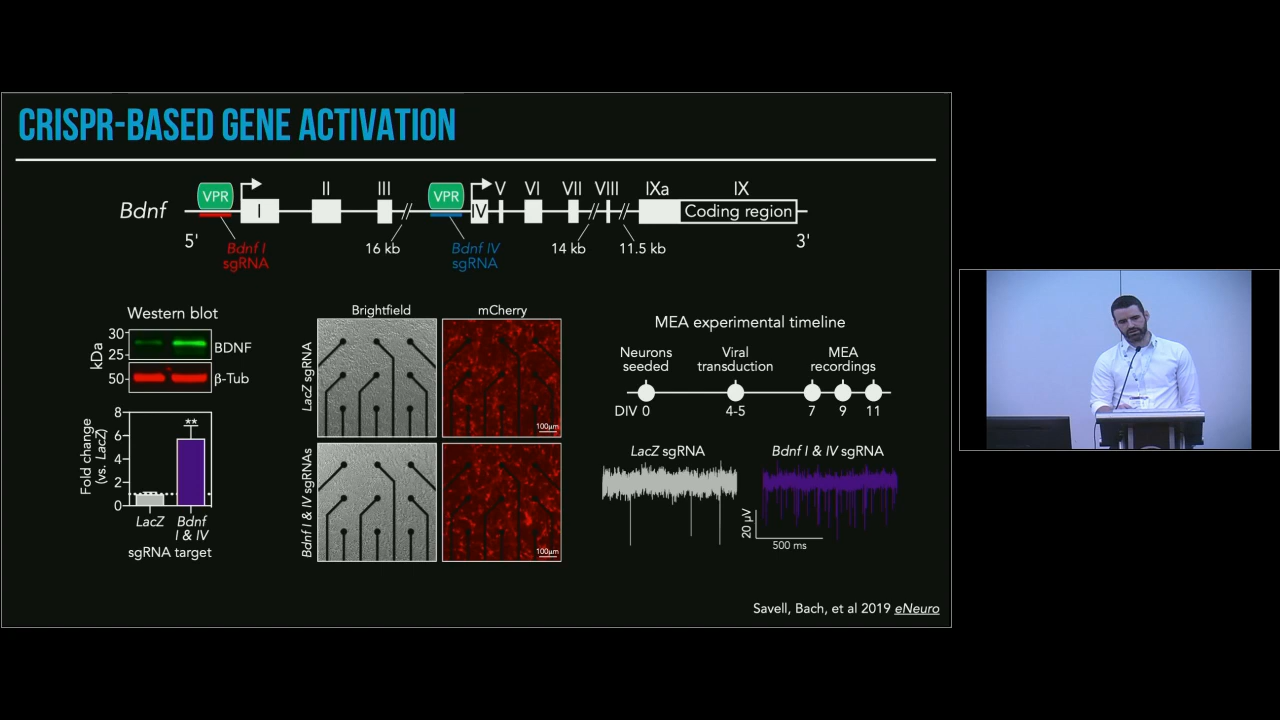 CRISPR-BASED GENE ACTIVATION
VPR
II
III
VPR
V
VI
VII
VIII
IXa
IX
Bdnf
I
IV
Coding region
5'
3'
Bdnf I
sgRNA
16 kb
Bdnf IV
sgRNA
14 kb
11.5 kb
Western blot
kDa
30
25
BDNF
50
β-Tub
Fold change
(vs. LacZ)
8
6
4
2
0
**
LacZ
Bdnf
I & IV
sgRNA target
Brightfield
mCherry
LacZ sgRNA
100µm
Bdnf I & IV sgRNAs
100µm
MEA experimental timeline
Neurons
seeded
Viral
transduction
MEA
recordings
DIV 0
4-5
7
9
11
LacZ sgRNA
Bdnf I & IV sgRNA
20 µV
500 ms
Savell, Bach, et al 2019 eNeuro